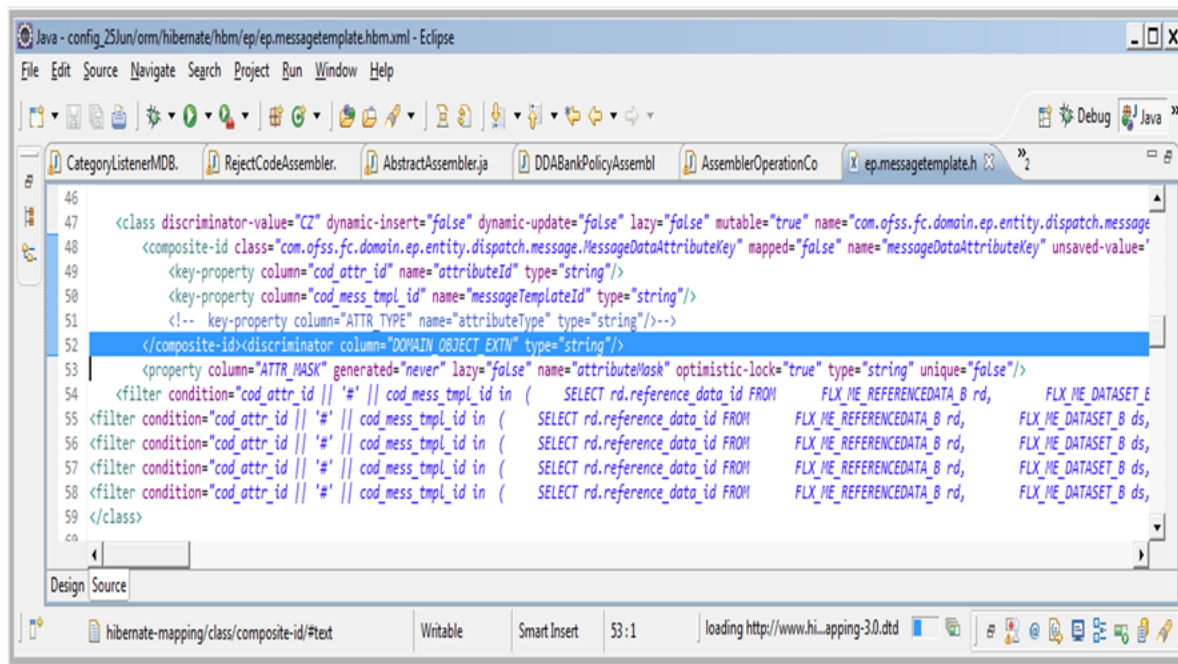 Java - config_25Jun/orm/hibernate/hbm/ep/ep.messagetemplate.hbm.xml - Eclipse
File Edit Source Navigate Search Project Run Window Help
Debug Java »
CategoryListenerMDB. RejectCodeAssembler. AbstractAssembler.ja DDABankPolicyAssembl AssemblerOperationCo ep.messagetemplate.h »2
46
47 <class discriminator-value="CZ" dynamic-insert="false" dynamic-update="false" lazy="false" mutable="true" name="com.ofss.fc.domain.ep.entity.dispatch.message
48 <composite-id class="com.ofss.fc.domain.ep.entity.dispatch.message.MessageDataAttributeKey" mapped="false" name="messageDataAttributeKey" unsaved-value="
49 <key-property column="cod_attr_id" name="attributeId" type="string"/>
50 <key-property column="cod_mess_tmpl_id" name="messageTemplateId" type="string"/>
51 <!-- key-property column="ATTR_TYPE" name="attributeType" type="string"/>-->
52 </composite-id><discriminator column="DOMAIN_OBJECT_EXTN" type="string"/>
53 <property column="ATTR_MASK" generated="never" lazy="false" name="attributeMask" optimistic-lock="true" type="string" unique="false"/>
54 <filter condition="cod_attr_id || '#' || cod_mess_tmpl_id in ( SELECT rd.reference_data_id FROM FLX_ME_REFERENCEDATA_B rd, FLX_ME_DATASET_B
55 <filter condition="cod_attr_id || '#' || cod_mess_tmpl_id in ( SELECT rd.reference_data_id FROM FLX_ME_REFERENCEDATA_B rd, FLX_ME_DATASET_B ds,
56 <filter condition="cod_attr_id || '#' || cod_mess_tmpl_id in ( SELECT rd.reference_data_id FROM FLX_ME_REFERENCEDATA_B rd, FLX_ME_DATASET_B ds,
57 <filter condition="cod_attr_id || '#' || cod_mess_tmpl_id in ( SELECT rd.reference_data_id FROM FLX_ME_REFERENCEDATA_B rd, FLX_ME_DATASET_B ds,
58 <filter condition="cod_attr_id || '#' || cod_mess_tmpl_id in ( SELECT rd.reference_data_id FROM FLX_ME_REFERENCEDATA_B rd, FLX_ME_DATASET_B ds,
59 </class>
60
Design Source
hibernate-mapping/class/composite-id/#text Writable Smart Insert 53:1 loading http://www.hi...apping-3.0.dtd